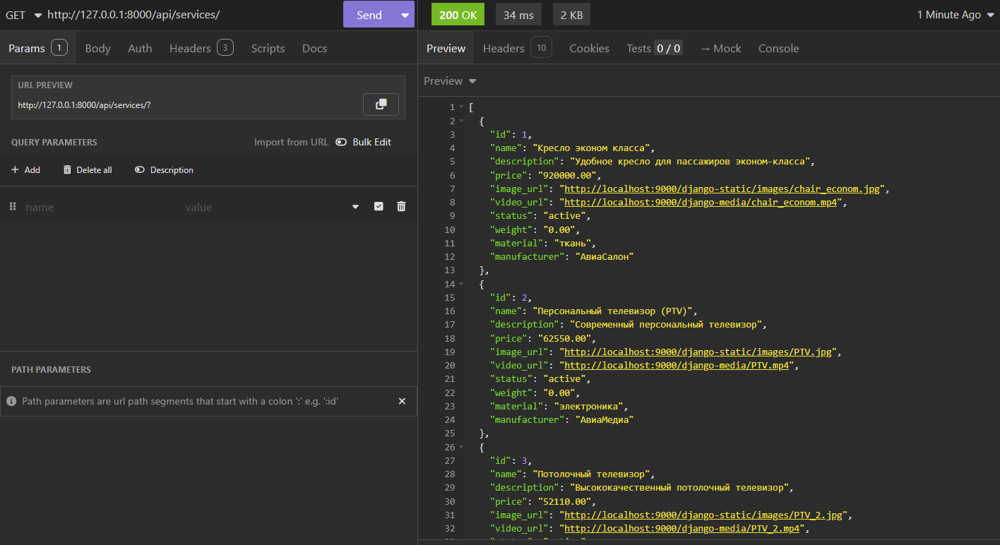 GET http://127.0.0.1:8000/api/services/ Send
200 OK 34 ms 2 KB 1 Minute Ago
Params 1 Body Auth Headers 3 Scripts Docs
Preview Headers 10 Cookies Tests 0 / 0 → Mock Console
URL PREVIEW
http://127.0.0.1:8000/api/services/?
QUERY PARAMETERS Import from URL Bulk Edit
+ Add Delete all Description
name value
PATH PARAMETERS
Path parameters are url path segments that start with a colon ':' e.g. ':id'
Preview
1 [
2 {
3 "id": 1,
4 "name": "Кресло эконом класса",
5 "description": "Удобное кресло для пассажиров эконом-класса",
6 "price": "920000.00",
7 "image_url": "http://localhost:9000/django-static/images/chair_econom.jpg",
8 "video_url": "http://localhost:9000/django-media/chair_econom.mp4",
9 "status": "active",
10 "weight": "0.00",
11 "material": "ткань",
12 "manufacturer": "АвиаСалон"
13 },
14 {
15 "id": 2,
16 "name": "Персональный телевизор (PTV)",
17 "description": "Современный персональный телевизор",
18 "price": "62550.00",
19 "image_url": "http://localhost:9000/django-static/images/PTV.jpg",
20 "video_url": "http://localhost:9000/django-media/PTV.mp4",
21 "status": "active",
22 "weight": "0.00",
23 "material": "электроника",
24 "manufacturer": "АвиаМедиа"
25 },
26 {
27 "id": 3,
28 "name": "Потолочный телевизор",
29 "description": "Высококачественный потолочный телевизор",
30 "price": "52110.00",
31 "image_url": "http://localhost:9000/django-static/images/PTV_2.jpg",
32 "video_url": "http://localhost:9000/django-media/PTV_2.mp4",